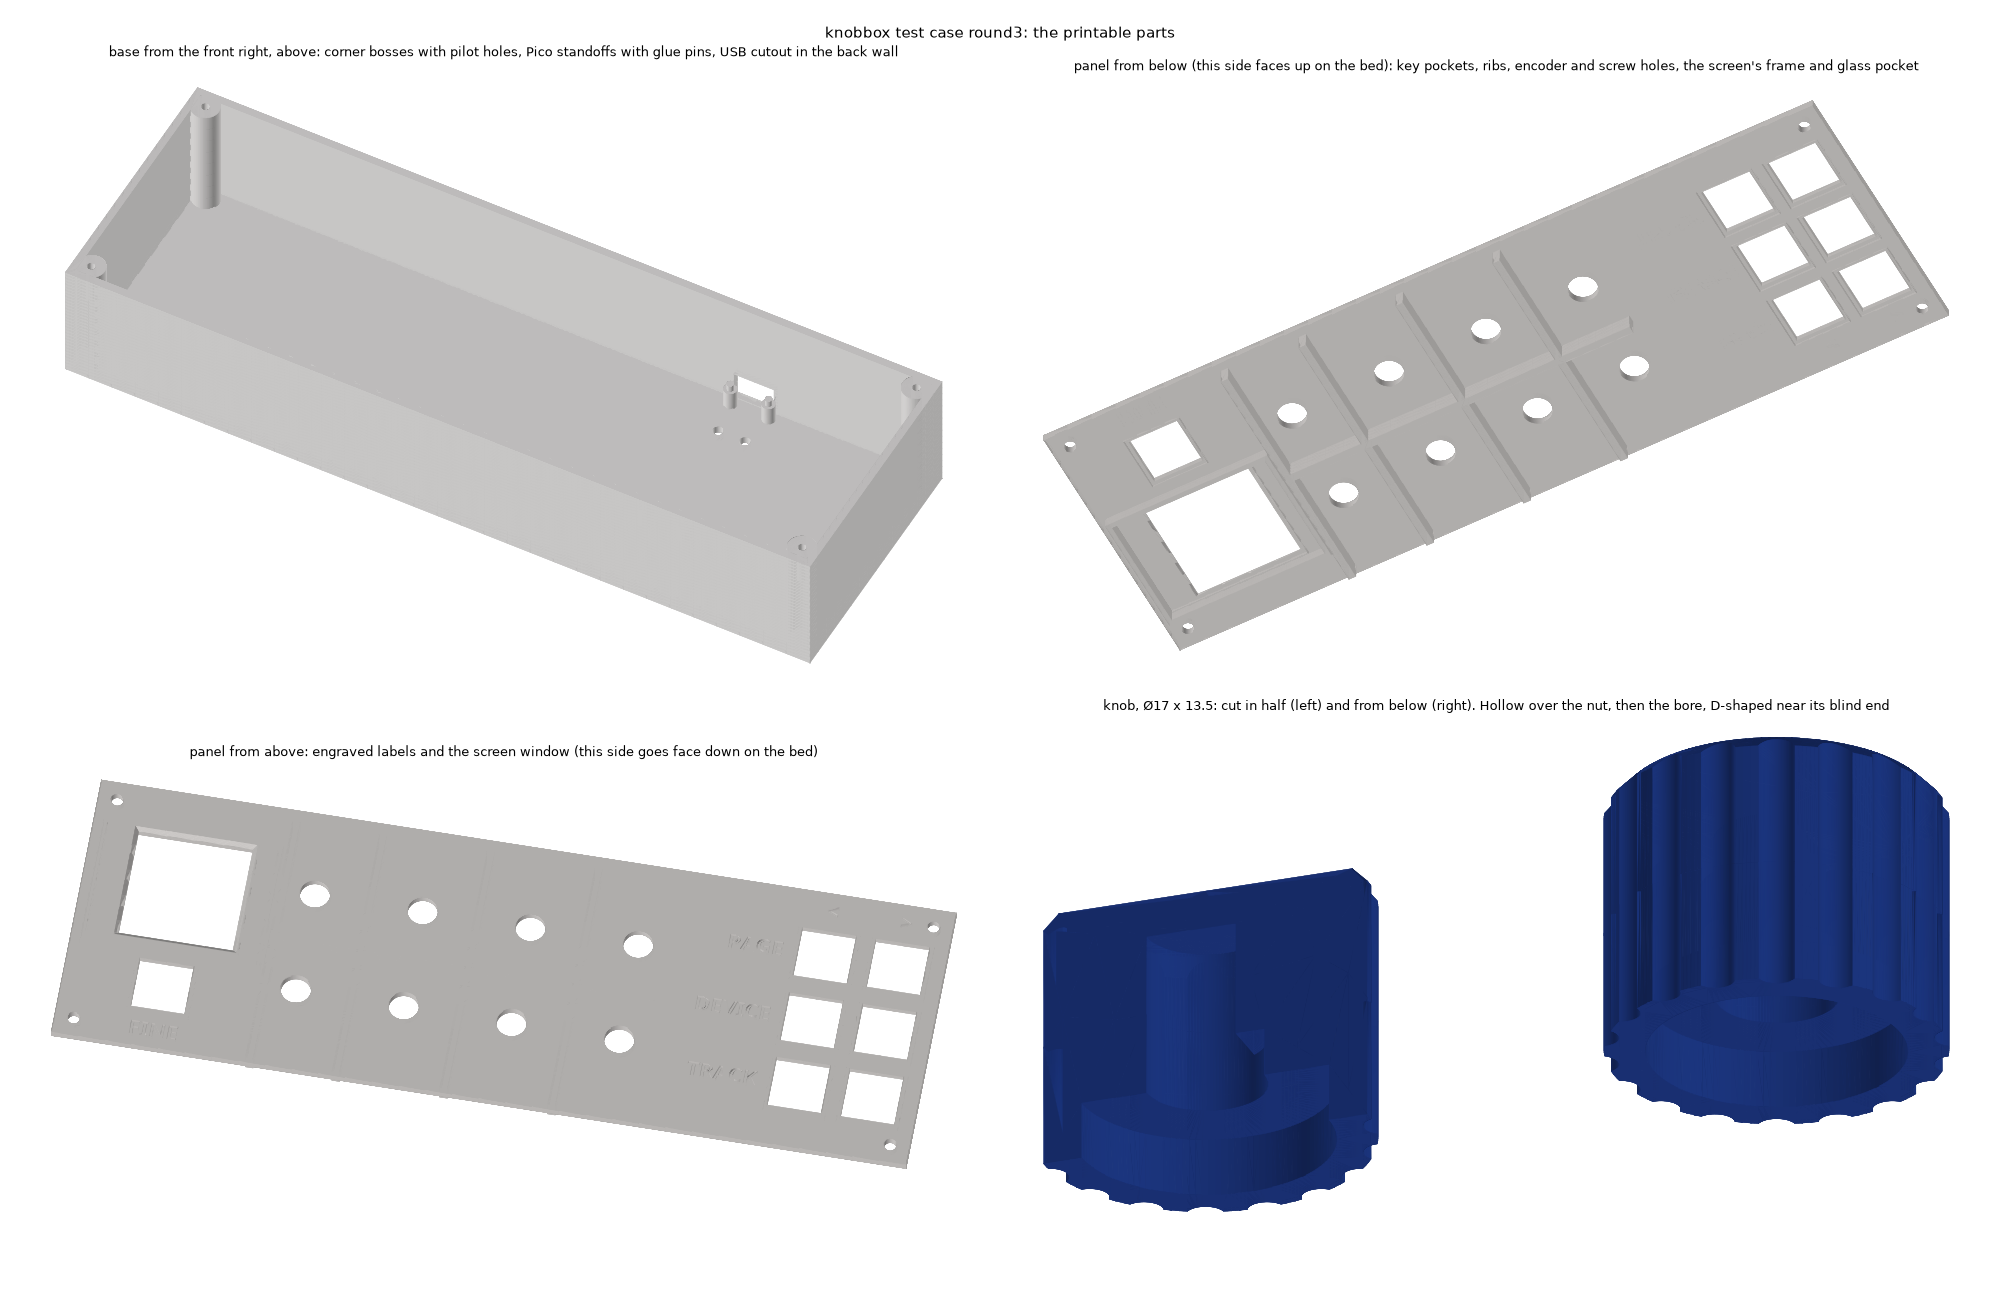 knobbox test case round3: the printable parts
base from the front right, above: corner bosses with pilot holes, Pico standoffs with glue pins, USB cutout in the back wall
panel from below (this side faces up on the bed): key pockets, ribs, encoder and screw holes, the screen's frame and glass pocket
panel from above: engraved labels and the screen window (this side goes face down on the bed)
knob, Ø17 x 13.5: cut in half (left) and from below (right). Hollow over the nut, then the bore, D-shaped near its blind end